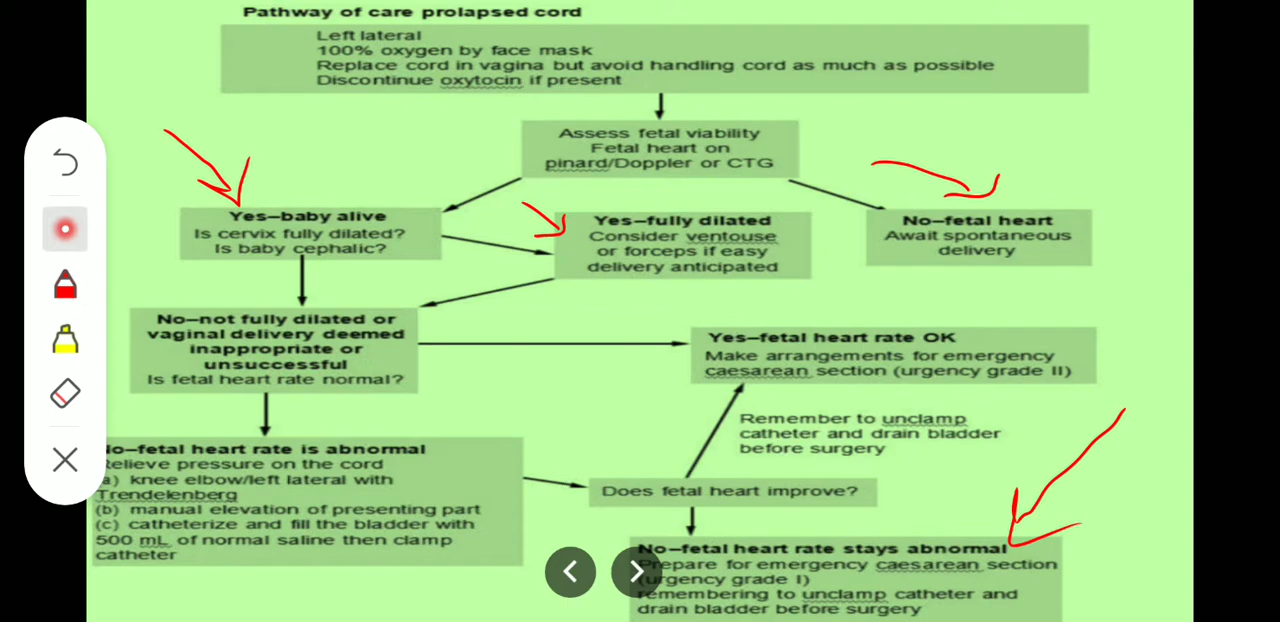 Pathway of care prolapsed cord
Left lateral
100% oxygen by face mask
Replace cord in vagina but avoid handling cord as much as possible
Discontinue oxytocin if present
Assess fetal viability
Fetal heart on
pinard/Doppler or CTG
Yes–baby alive
Is cervix fully dilated?
Is baby cephalic?
Yes–fully dilated
Consider ventouse
or forceps if easy
delivery anticipated
No–fetal heart
Await spontaneous
delivery
No–not fully dilated or
vaginal delivery deemed
inappropriate or
unsuccessful
Is fetal heart rate normal?
Yes–fetal heart rate OK
Make arrangements for emergency
caesarean section (urgency grade II)
Remember to unclamp
catheter and drain bladder
before surgery
No–fetal heart rate is abnormal
Relieve pressure on the cord
a) knee elbow/left lateral with
Trendelenberg
(b) manual elevation of presenting part
(c) catheterize and fill the bladder with
500 mL of normal saline then clamp
catheter
Does fetal heart improve?
No–fetal heart rate stays abnormal
Prepare for emergency caesarean section
(urgency grade I)
remembering to unclamp catheter and
drain bladder before surgery